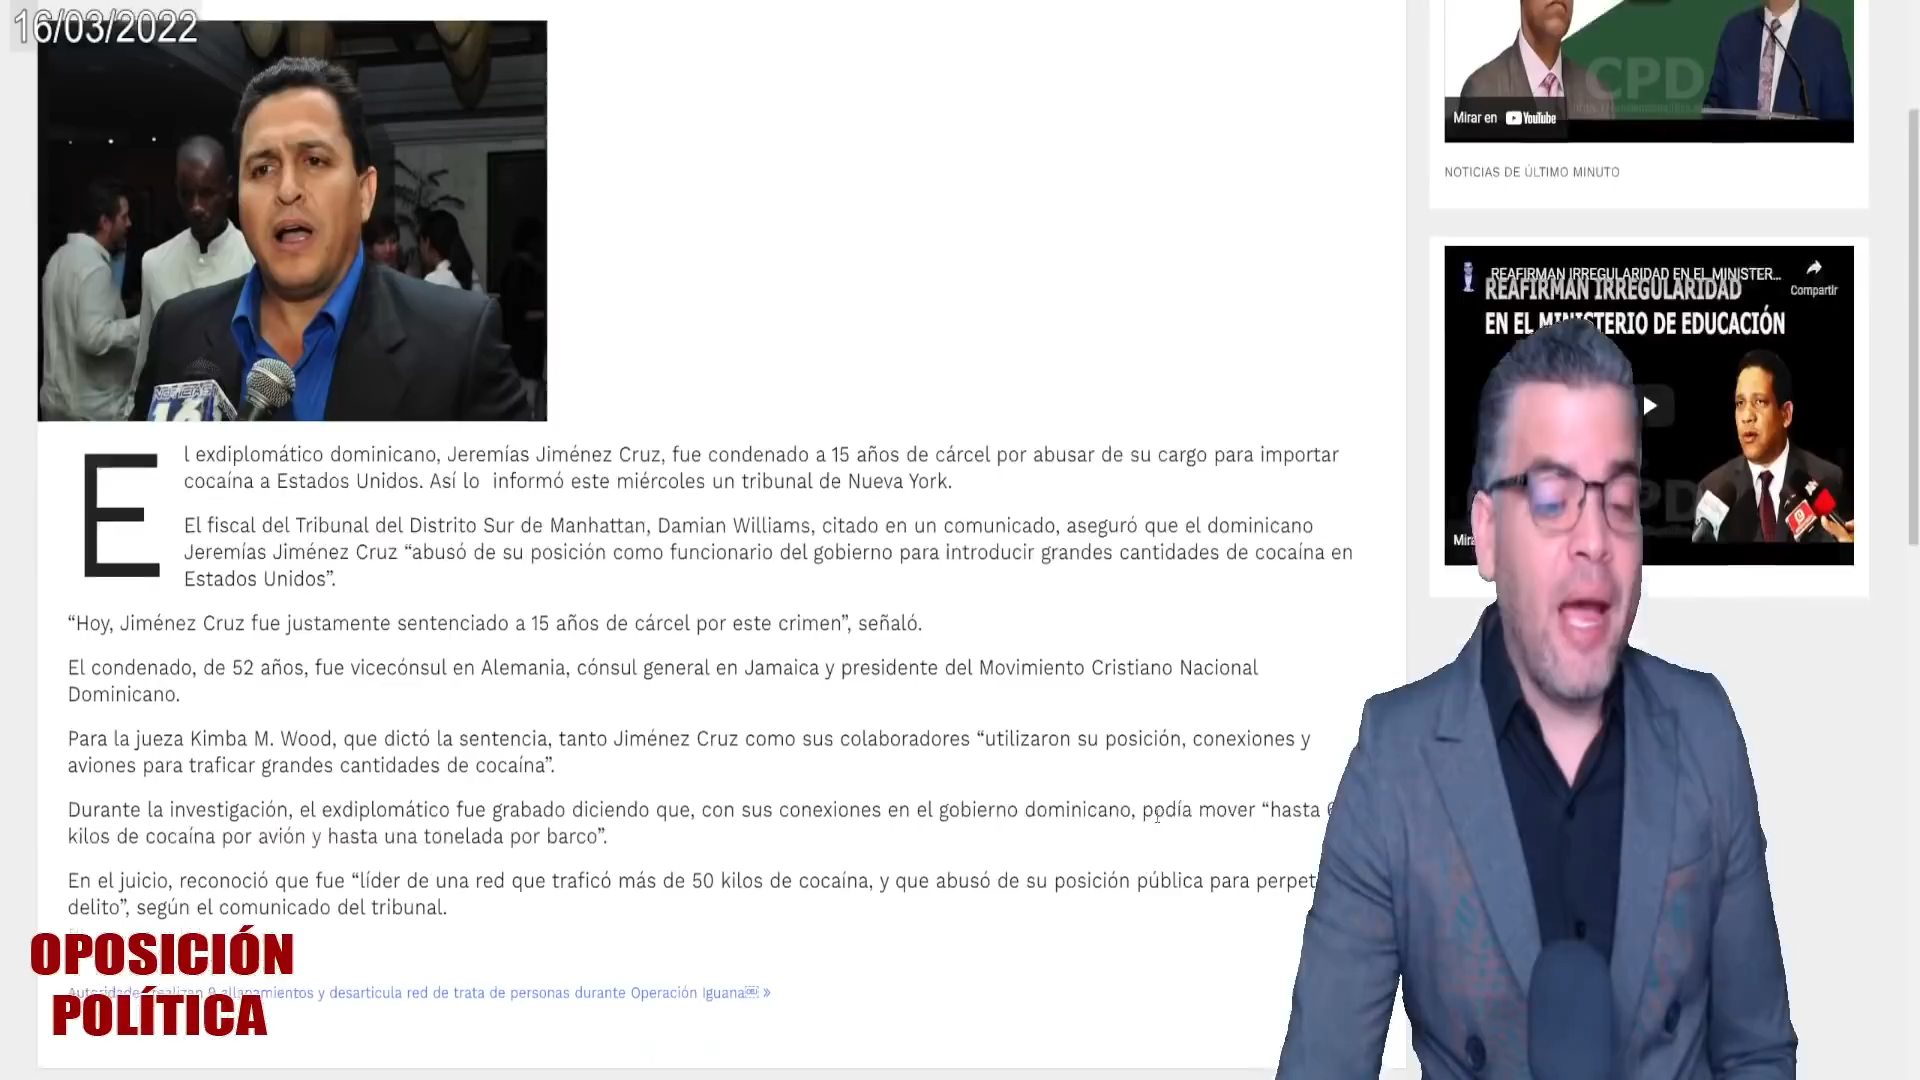 16/03/2022
CPD
Mirar en YouTube
NOTICIAS DE ÚLTIMO MINUTO
REAFIRMAN IRREGULARIDAD EN EL MINISTER...
Compartir
REAFIRMAN IRREGULARIDAD
EN EL MINISTERIO DE EDUCACIÓN
NOTICIAS
16
El exdiplomático dominicano, Jeremías Jiménez Cruz, fue condenado a 15 años de cárcel por abusar de su cargo para importar
cocaína a Estados Unidos. Así lo informó este miércoles un tribunal de Nueva York.
El fiscal del Tribunal del Distrito Sur de Manhattan, Damian Williams, citado en un comunicado, aseguró que el dominicano
Jeremías Jiménez Cruz “abusó de su posición como funcionario del gobierno para introducir grandes cantidades de cocaína en
Estados Unidos”.
“Hoy, Jiménez Cruz fue justamente sentenciado a 15 años de cárcel por este crimen”, señaló.
El condenado, de 52 años, fue vicecónsul en Alemania, cónsul general en Jamaica y presidente del Movimiento Cristiano Nacional
Dominicano.
Para la jueza Kimba M. Wood, que dictó la sentencia, tanto Jiménez Cruz como sus colaboradores “utilizaron su posición, conexiones y
aviones para traficar grandes cantidades de cocaína”.
Durante la investigación, el exdiplomático fue grabado diciendo que, con sus conexiones en el gobierno dominicano, podía mover “hasta
kilos de cocaína por avión y hasta una tonelada por barco”.
En el juicio, reconoció que fue “líder de una red que traficó más de 50 kilos de cocaína, y que abusó de su posición pública para perpet
delito”, según el comunicado del tribunal.
OPOSICIÓN
POLÍTICA
realizan 9 allanamientos y desarticula red de trata de personas durante Operación Iguana »